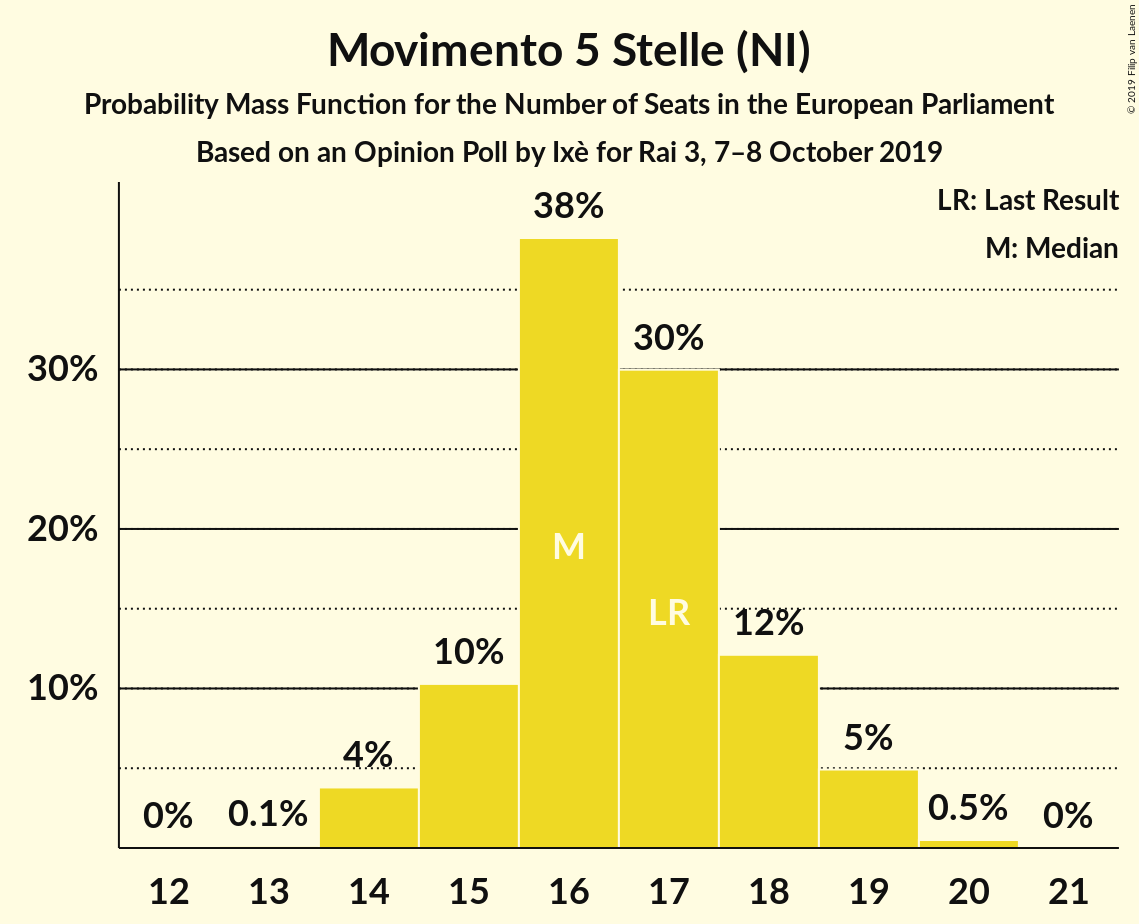 Movimento 5 Stelle (NI)
Probability Mass Function for the Number of Seats in the European Parliament
Based on an Opinion Poll by Ixè for Rai 3, 7–8 October 2019
© 2019 Filip van Laenen
LR: Last Result
M: Median
38%
30%
30%
20%
M
LR
12%
10%
10%
5%
4%
0%
0.1%
0.5%
0%
12 13 14 15 16 17 18 19 20 21